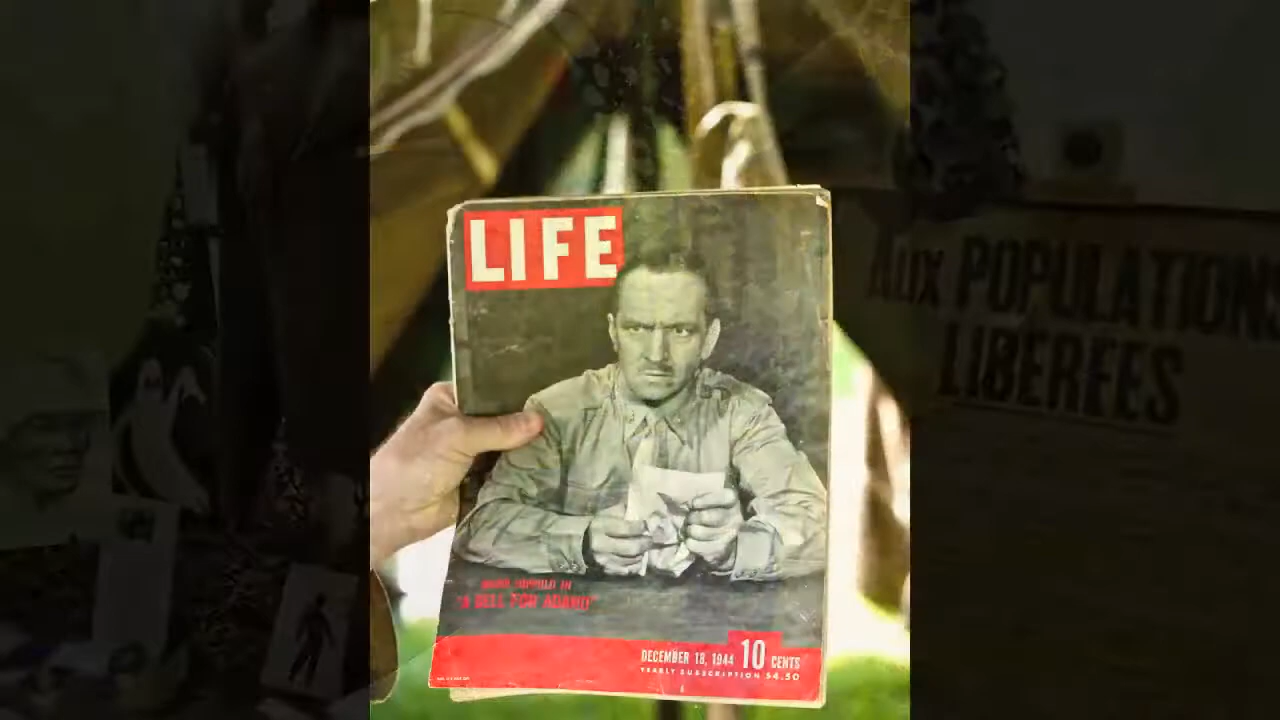 LIFE
"A BELL FOR ADANO"
DECEMBER 18, 1944 10 CENTS
YEARLY SUBSCRIPTION $4.50
Aux POPULATIONS
LIBEREES